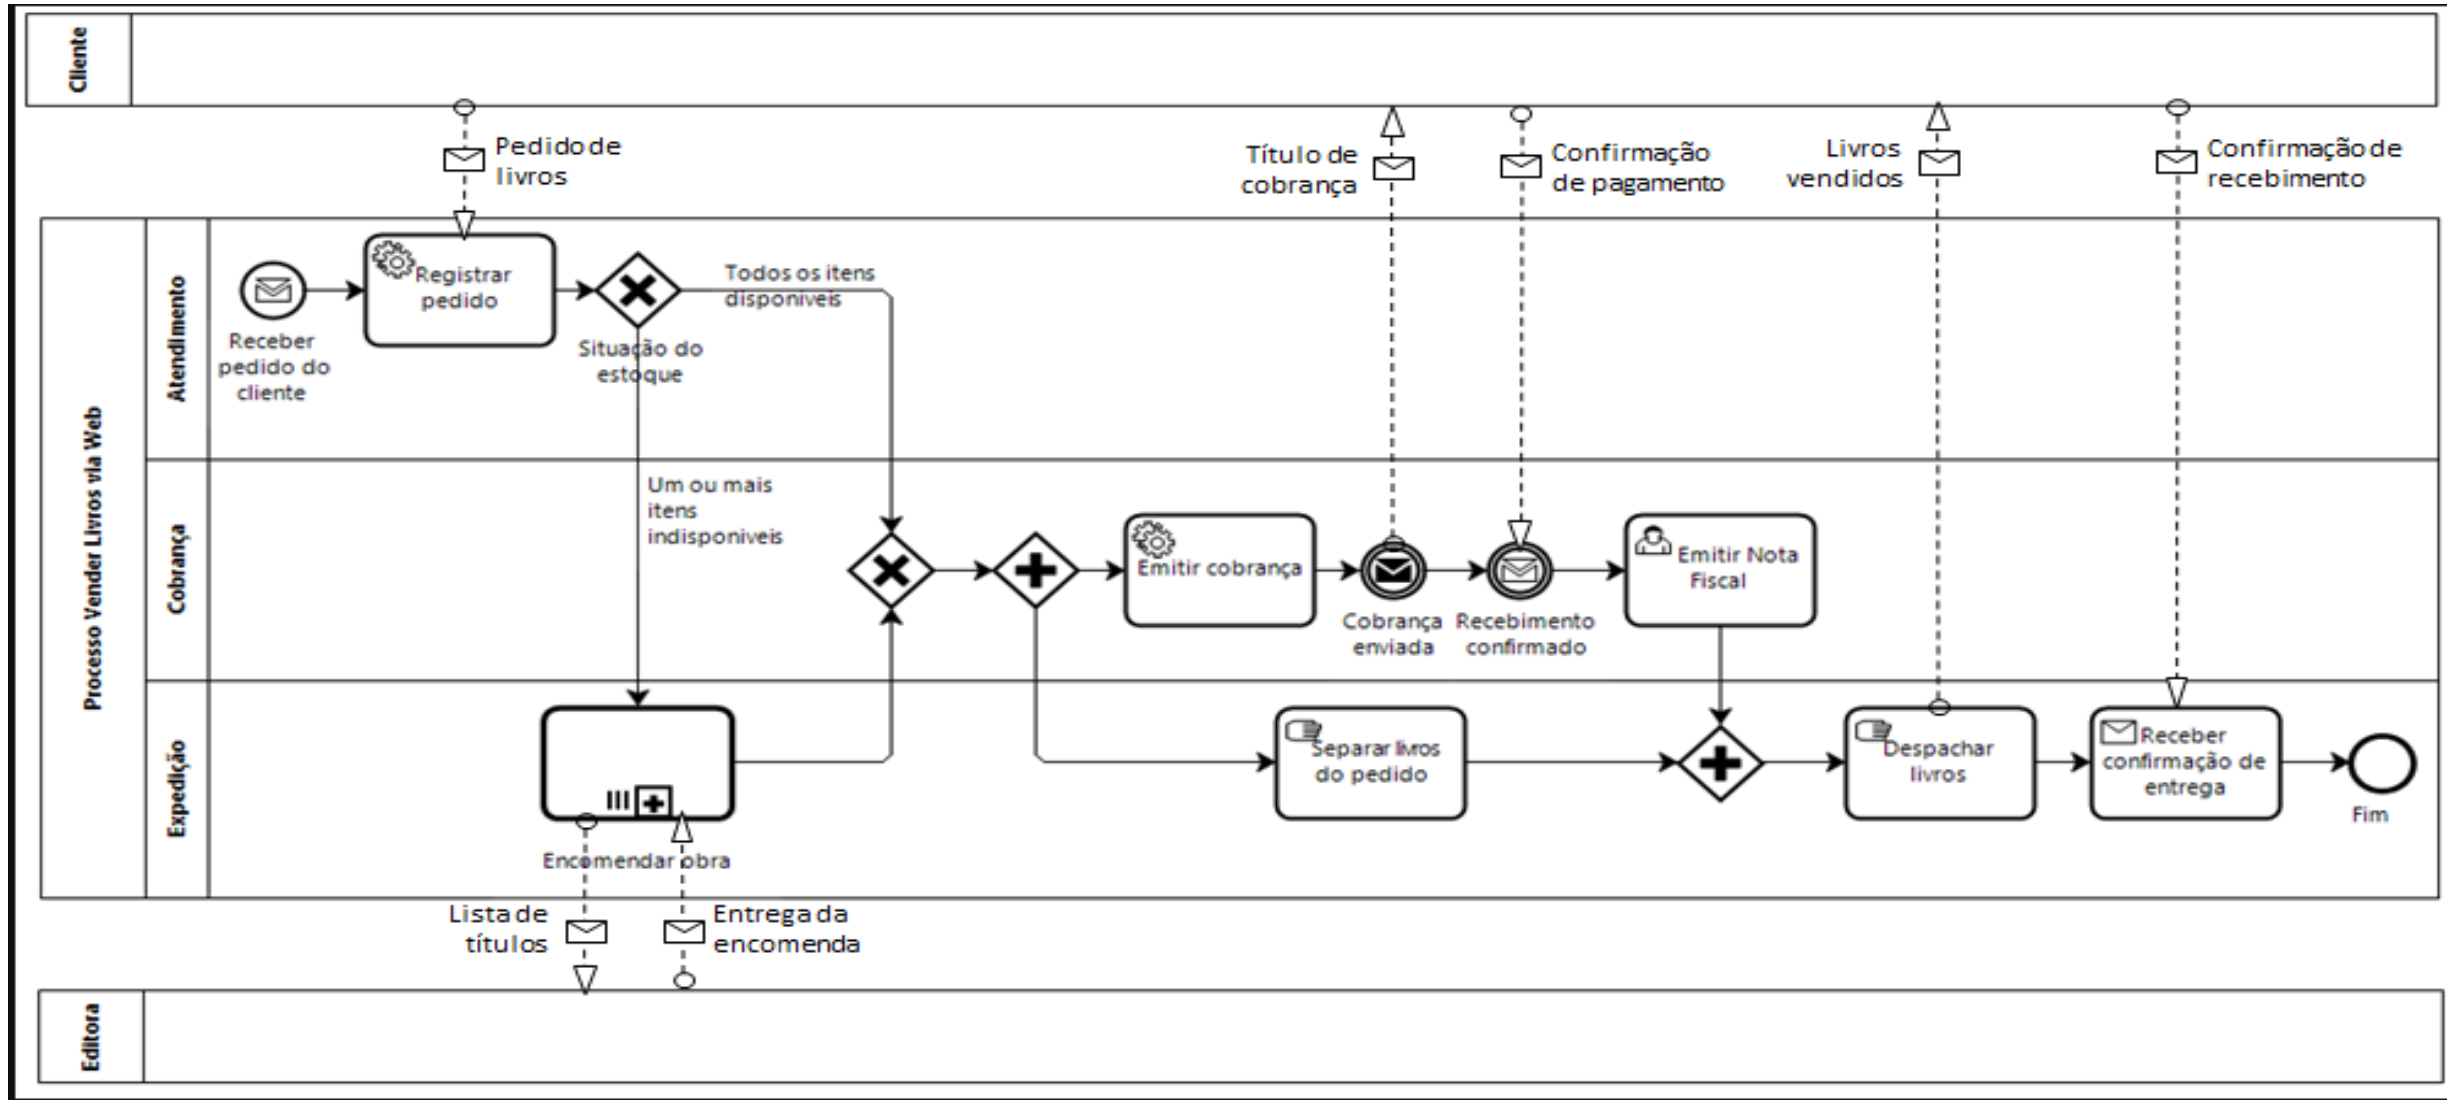 Cliente
Pedido de
livros
Título de
cobrança
Confirmação
de pagamento
Livros
vendidos
Confirmação de
recebimento
Processo Vender Livros via Web
Atendimento
Receber
pedido do
cliente
Registrar
pedido
Situação do
estoque
Todos os itens
disponiveis
Cobrança
Um ou mais
itens
indisponiveis
Emitir cobrança
Cobrança
enviada
Recebimento
confirmado
Emitir Nota
Fiscal
Expedição
Encomendar obra
Separar livros
do pedido
Despachar
livros
Receber
confirmação de
entrega
Fim
Lista de
títulos
Entrega da
encomenda
Editora